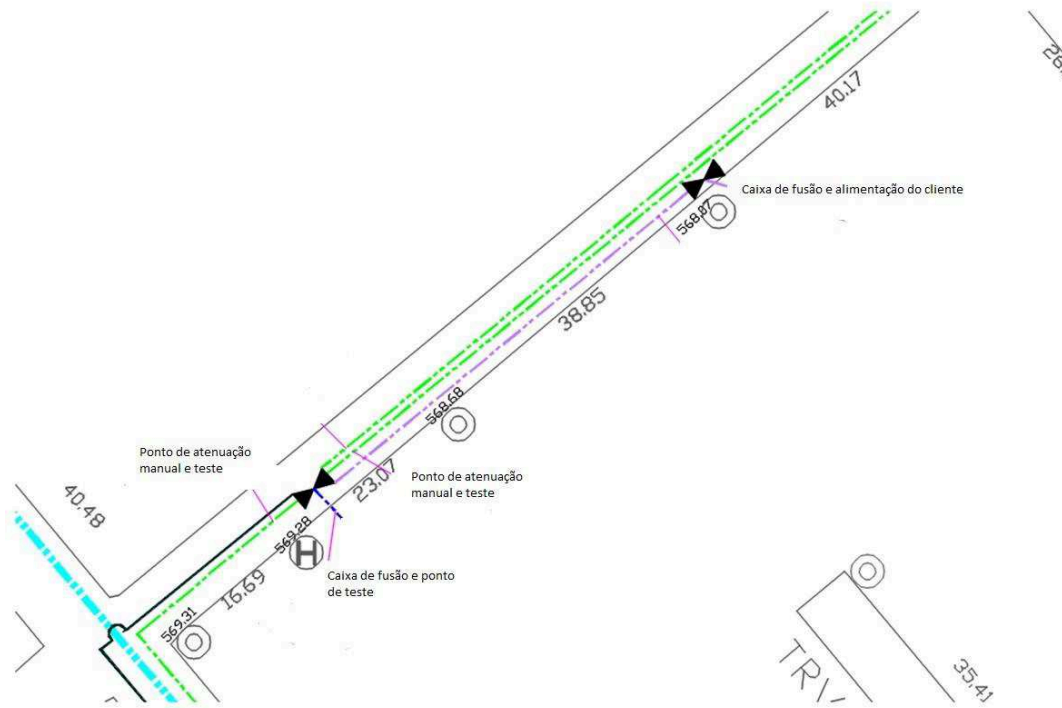 40.17
Caixa de fusão e alimentação do cliente
568.87
38.85
568.68
Ponto de atenuação
manual e teste
Ponto de atenuação
manual e teste
23.07
40.48
569.28
H
Caixa de fusão e ponto
de teste
16.69
569.31
TRV
35.41